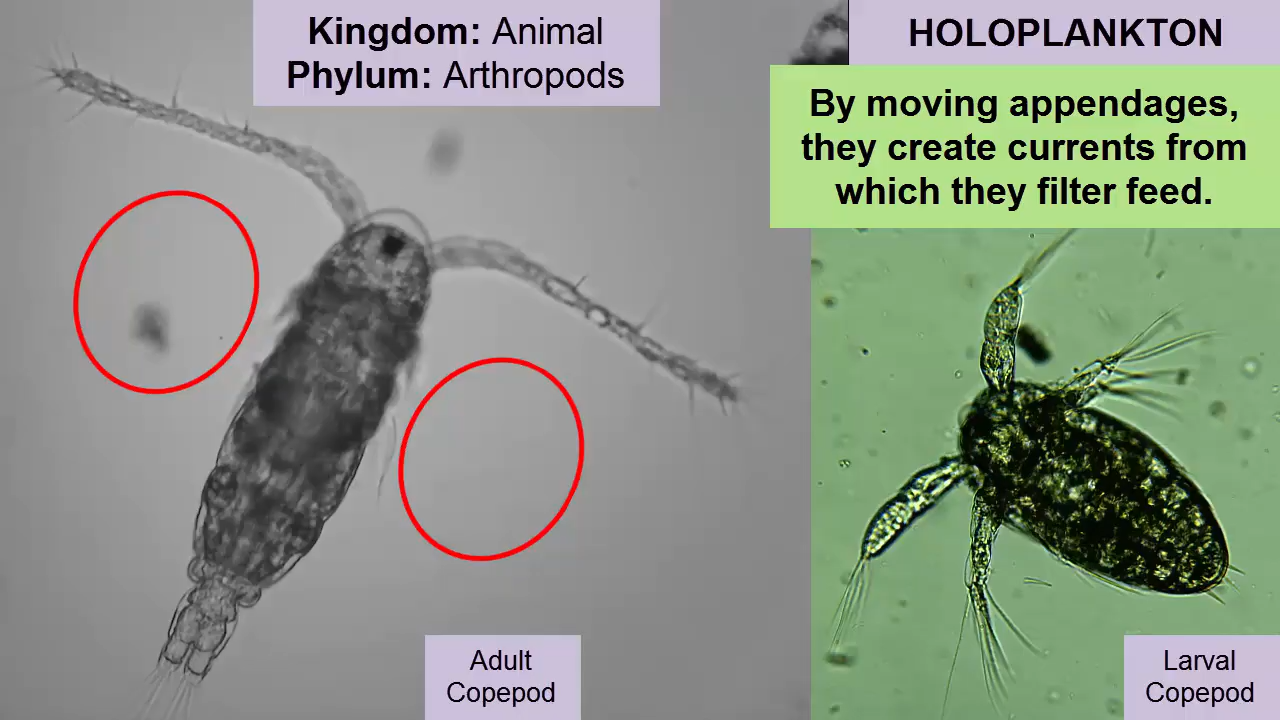 Kingdom: Animal
Phylum: Arthropods
HOLOPLANKTON
By moving appendages,
they create currents from
which they filter feed.
Adult
Copepod
Larval
Copepod